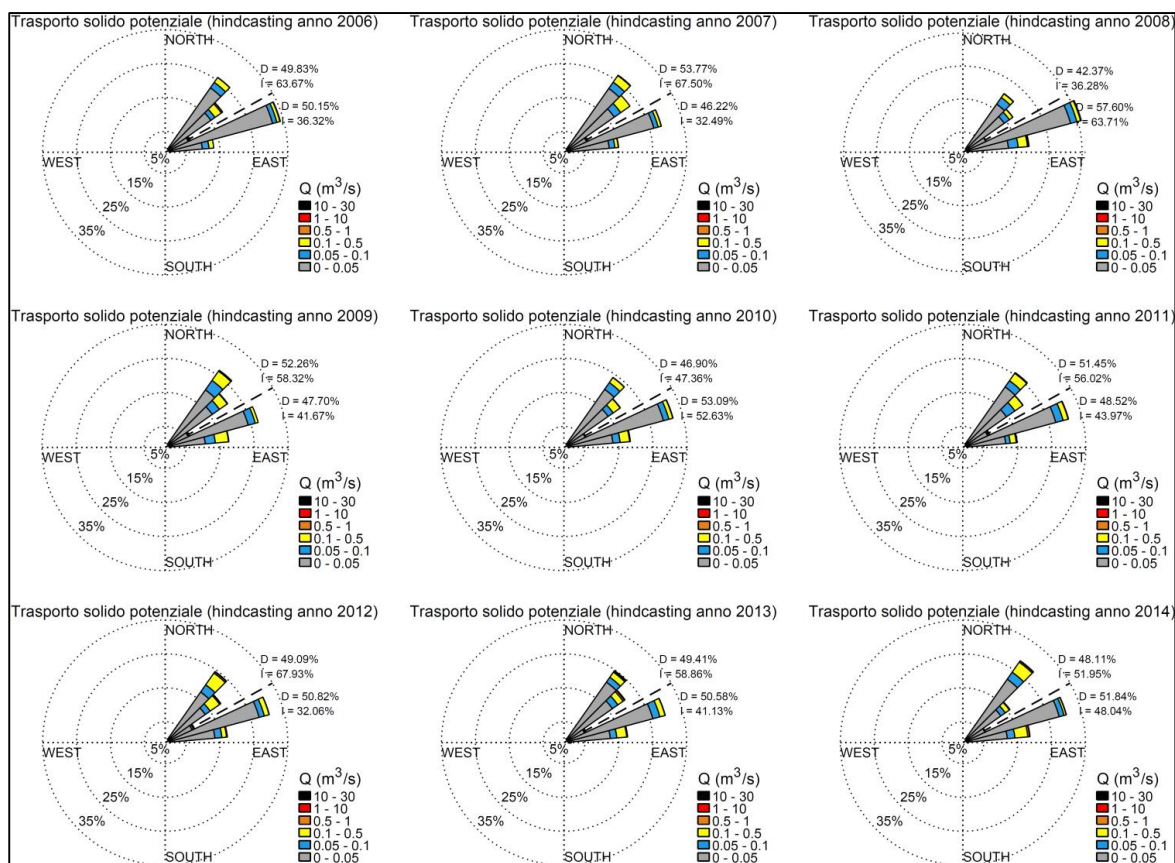 Trasporto solido potenziale (hindcasting anno 2006)
NORTH
D = 49.83%
I = 63.67%
D = 50.15%
I = 36.32%
WEST
5%
EAST
15%
25%
35%
SOUTH
Q (m³/s)
10 - 30
1 - 10
0.5 - 1
0.1 - 0.5
0.05 - 0.1
0 - 0.05
Trasporto solido potenziale (hindcasting anno 2007)
NORTH
D = 53.77%
I = 67.50%
D = 46.22%
I = 32.49%
WEST
5%
EAST
15%
25%
35%
SOUTH
Q (m³/s)
10 - 30
1 - 10
0.5 - 1
0.1 - 0.5
0.05 - 0.1
0 - 0.05
Trasporto solido potenziale (hindcasting anno 2008)
NORTH
D = 42.37%
I = 36.28%
D = 57.60%
I = 63.71%
WEST
5%
EAST
15%
25%
35%
SOUTH
Q (m³/s)
10 - 30
1 - 10
0.5 - 1
0.1 - 0.5
0.05 - 0.1
0 - 0.05
Trasporto solido potenziale (hindcasting anno 2009)
NORTH
D = 52.26%
I = 58.32%
D = 47.70%
I = 41.67%
WEST
5%
EAST
15%
25%
35%
SOUTH
Q (m³/s)
10 - 30
1 - 10
0.5 - 1
0.1 - 0.5
0.05 - 0.1
0 - 0.05
Trasporto solido potenziale (hindcasting anno 2010)
NORTH
D = 46.90%
I = 47.36%
D = 53.09%
I = 52.63%
WEST
5%
EAST
15%
25%
35%
SOUTH
Q (m³/s)
10 - 30
1 - 10
0.5 - 1
0.1 - 0.5
0.05 - 0.1
0 - 0.05
Trasporto solido potenziale (hindcasting anno 2011)
NORTH
D = 51.45%
I = 56.02%
D = 48.52%
I = 43.97%
WEST
5%
EAST
15%
25%
35%
SOUTH
Q (m³/s)
10 - 30
1 - 10
0.5 - 1
0.1 - 0.5
0.05 - 0.1
0 - 0.05
Trasporto solido potenziale (hindcasting anno 2012)
NORTH
D = 49.09%
I = 67.93%
D = 50.82%
I = 32.06%
WEST
5%
EAST
15%
25%
35%
SOUTH
Q (m³/s)
10 - 30
1 - 10
0.5 - 1
0.1 - 0.5
0.05 - 0.1
0 - 0.05
Trasporto solido potenziale (hindcasting anno 2013)
NORTH
D = 49.41%
I = 58.86%
D = 50.58%
I = 41.13%
WEST
5%
EAST
15%
25%
35%
SOUTH
Q (m³/s)
10 - 30
1 - 10
0.5 - 1
0.1 - 0.5
0.05 - 0.1
0 - 0.05
Trasporto solido potenziale (hindcasting anno 2014)
NORTH
D = 48.11%
I = 51.95%
D = 51.84%
I = 48.04%
WEST
5%
EAST
15%
25%
35%
SOUTH
Q (m³/s)
10 - 30
1 - 10
0.5 - 1
0.1 - 0.5
0.05 - 0.1
0 - 0.05